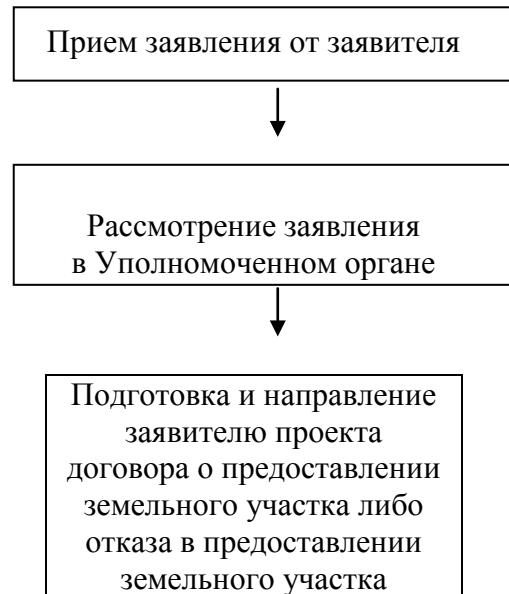 Прием заявления от заявителя
Рассмотрение заявления
в Уполномоченном органе
Подготовка и направление
заявителю проекта
договора о предоставлении
земельного участка либо
отказа в предоставлении
земельного участка